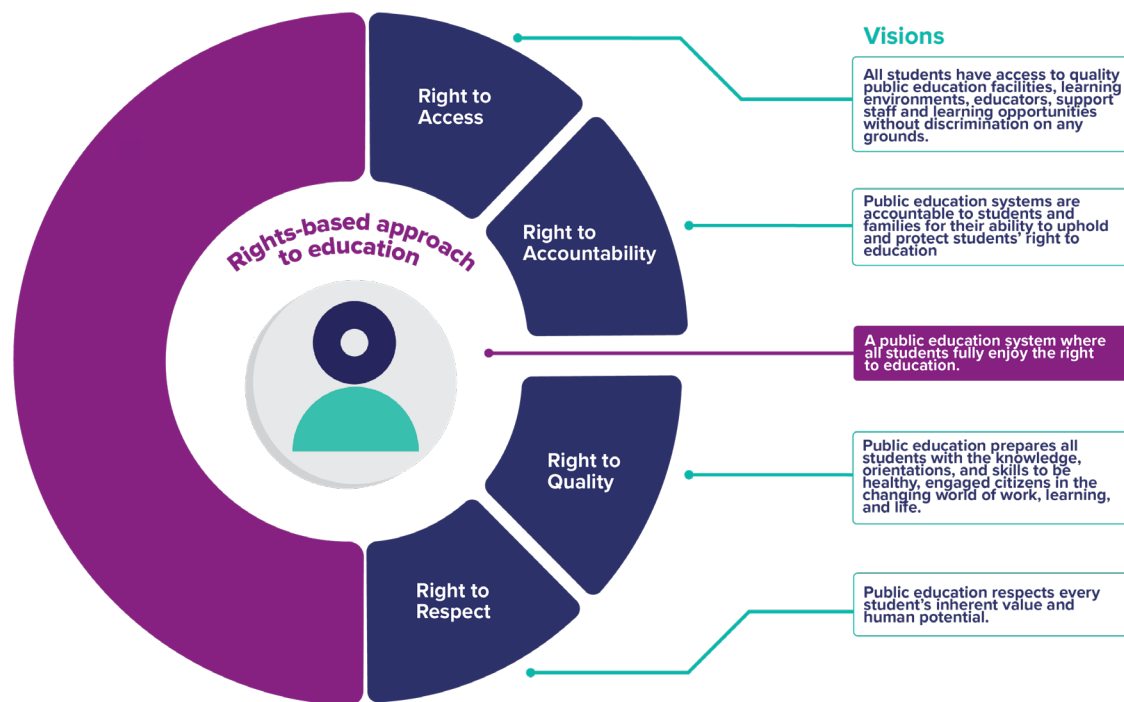 Visions
Right to
Access
All students have access to quality
public education facilities, learning
environments, educators, support
staff and learning opportunities
without discrimination on any
grounds.
Right to
Accountability
Public education systems are
accountable to students and
families for their ability to uphold
and protect students' right to
education
Rights-based approach
to education
A public education system where
all students fully enjoy the right
to education.
Right to
Quality
Public education prepares all
students with the knowledge,
orientations, and skills to be
healthy, engaged citizens in the
changing world of work, learning,
and life.
Right to
Respect
Public education respects every
student's inherent value and
human potential.